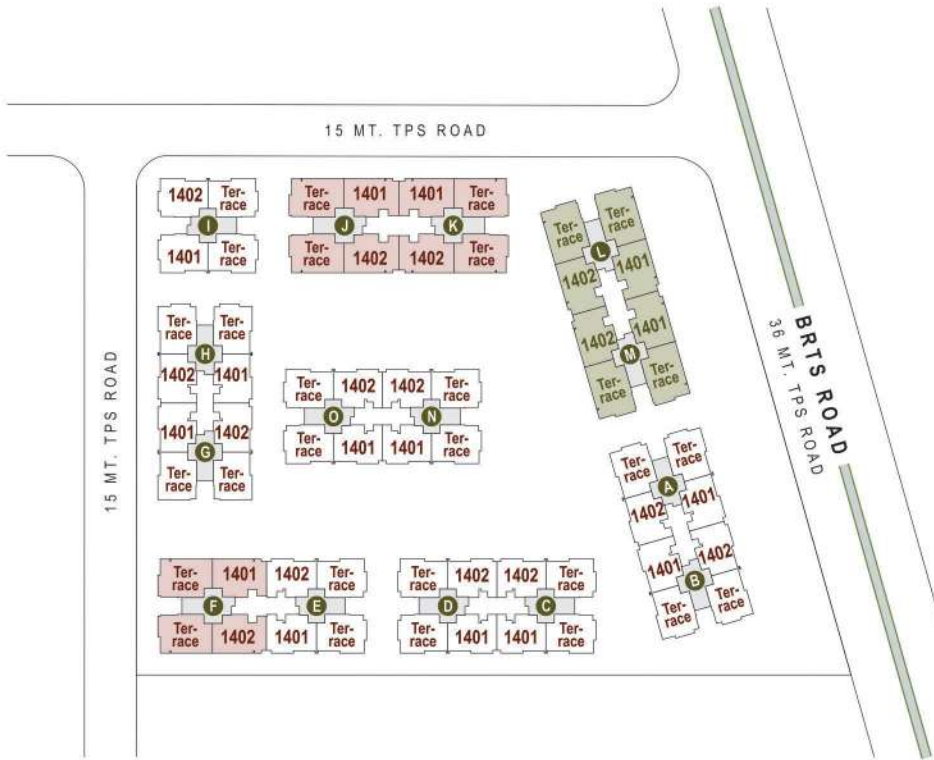 15 MT. TPS ROAD
1402 Ter-
race
I
1401 Ter-
race
Ter-
race 1401 1401 Ter-
race
J K
Ter-
race 1402 1402 Ter-
race
Ter-
race Ter-
race
L
1402 1401
1402 1401
M
Ter-
race Ter-
race
BRTS ROAD
36 MT. TPS ROAD
15 MT. TPS ROAD
Ter-
race Ter-
race
H
1402 1401
1401 1402
G
Ter-
race Ter-
race
Ter-
race 1402 1402 Ter-
race
O N
Ter-
race 1401 1401 Ter-
race
Ter-
race Ter-
race
A
1402 1401
1401 1402
B
Ter-
race Ter-
race
Ter-
race 1401 1402 Ter-
race
F E
Ter-
race 1402 1401 Ter-
race
Ter-
race 1402 1402 Ter-
race
D C
Ter-
race 1401 1401 Ter-
race